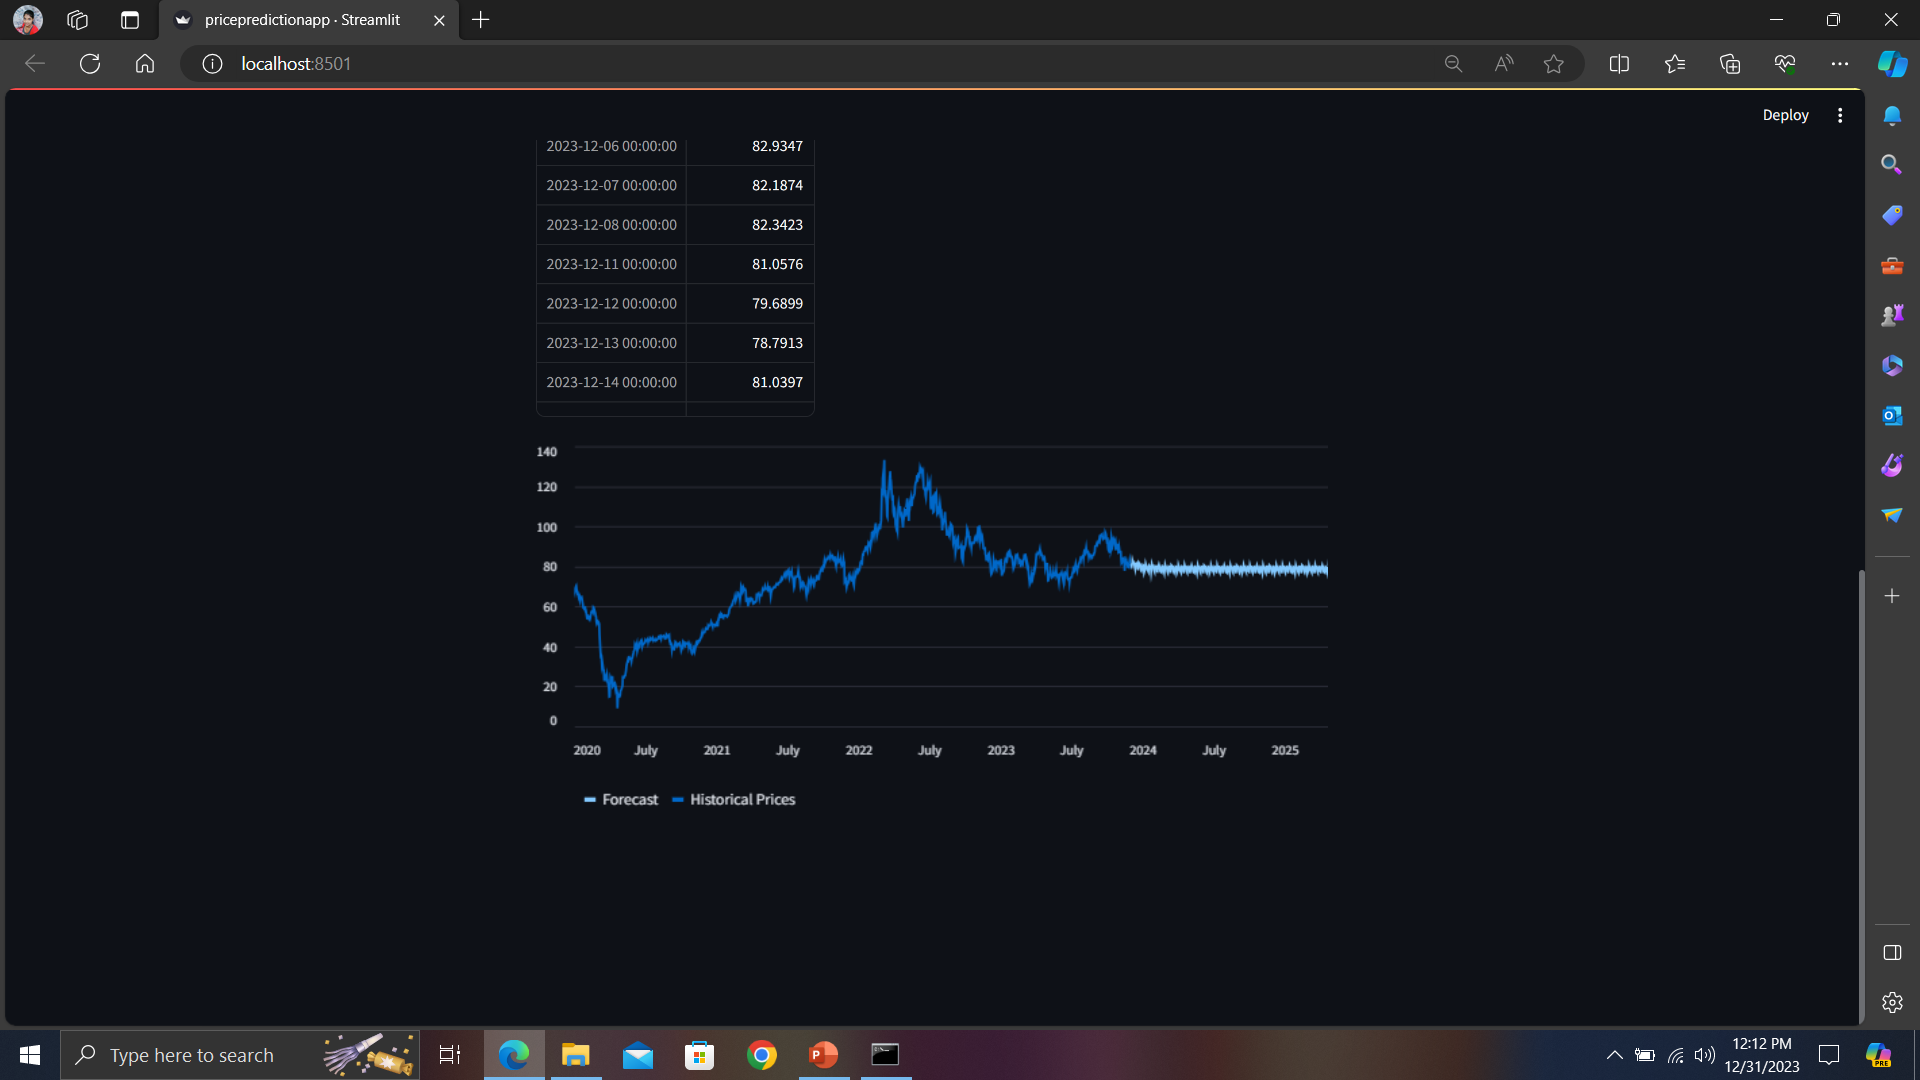 pricepredictionapp · Streamlit
localhost:8501
Deploy
2023-12-06 00:00:00 82.9347
2023-12-07 00:00:00 82.1874
2023-12-08 00:00:00 82.3423
2023-12-11 00:00:00 81.0576
2023-12-12 00:00:00 79.6899
2023-12-13 00:00:00 78.7913
2023-12-14 00:00:00 81.0397
140
120
100
80
60
40
20
0
2020 July 2021 July 2022 July 2023 July 2024 July 2025
Forecast Historical Prices
Type here to search
12:12 PM
12/31/2023
PRE